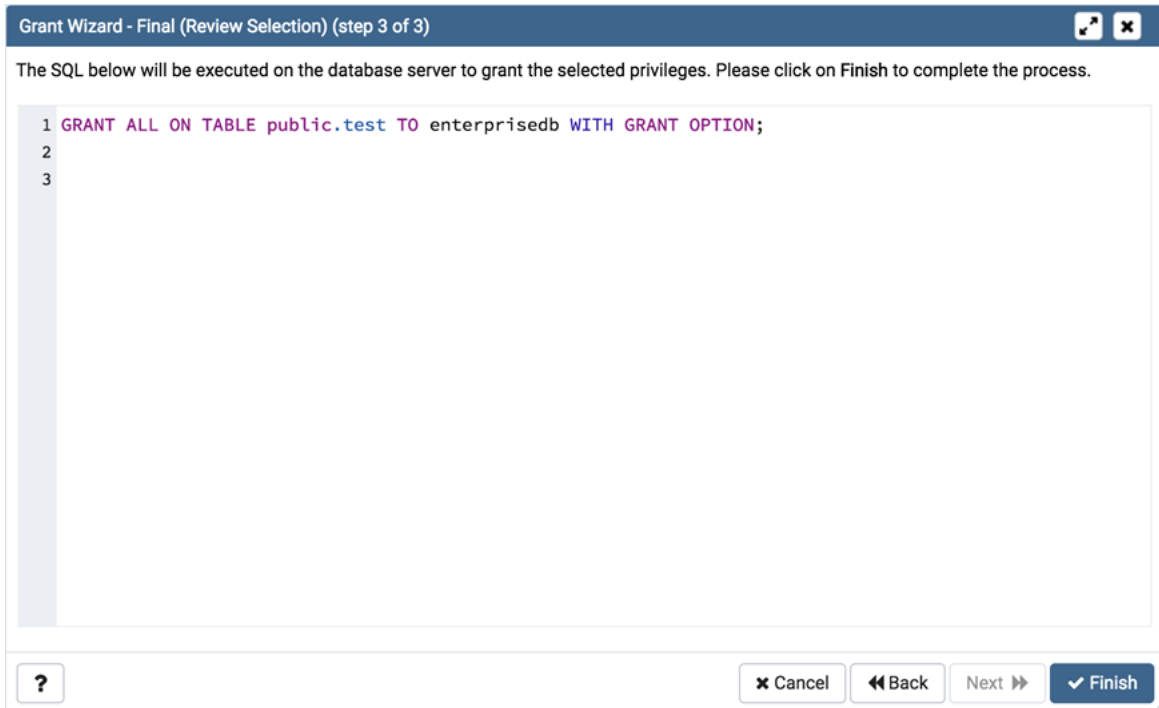 Grant Wizard - Final (Review Selection) (step 3 of 3)
The SQL below will be executed on the database server to grant the selected privileges. Please click on Finish to complete the process.
1 GRANT ALL ON TABLE public.test TO enterprisedb WITH GRANT OPTION;
2
3
? Cancel Back Next Finish